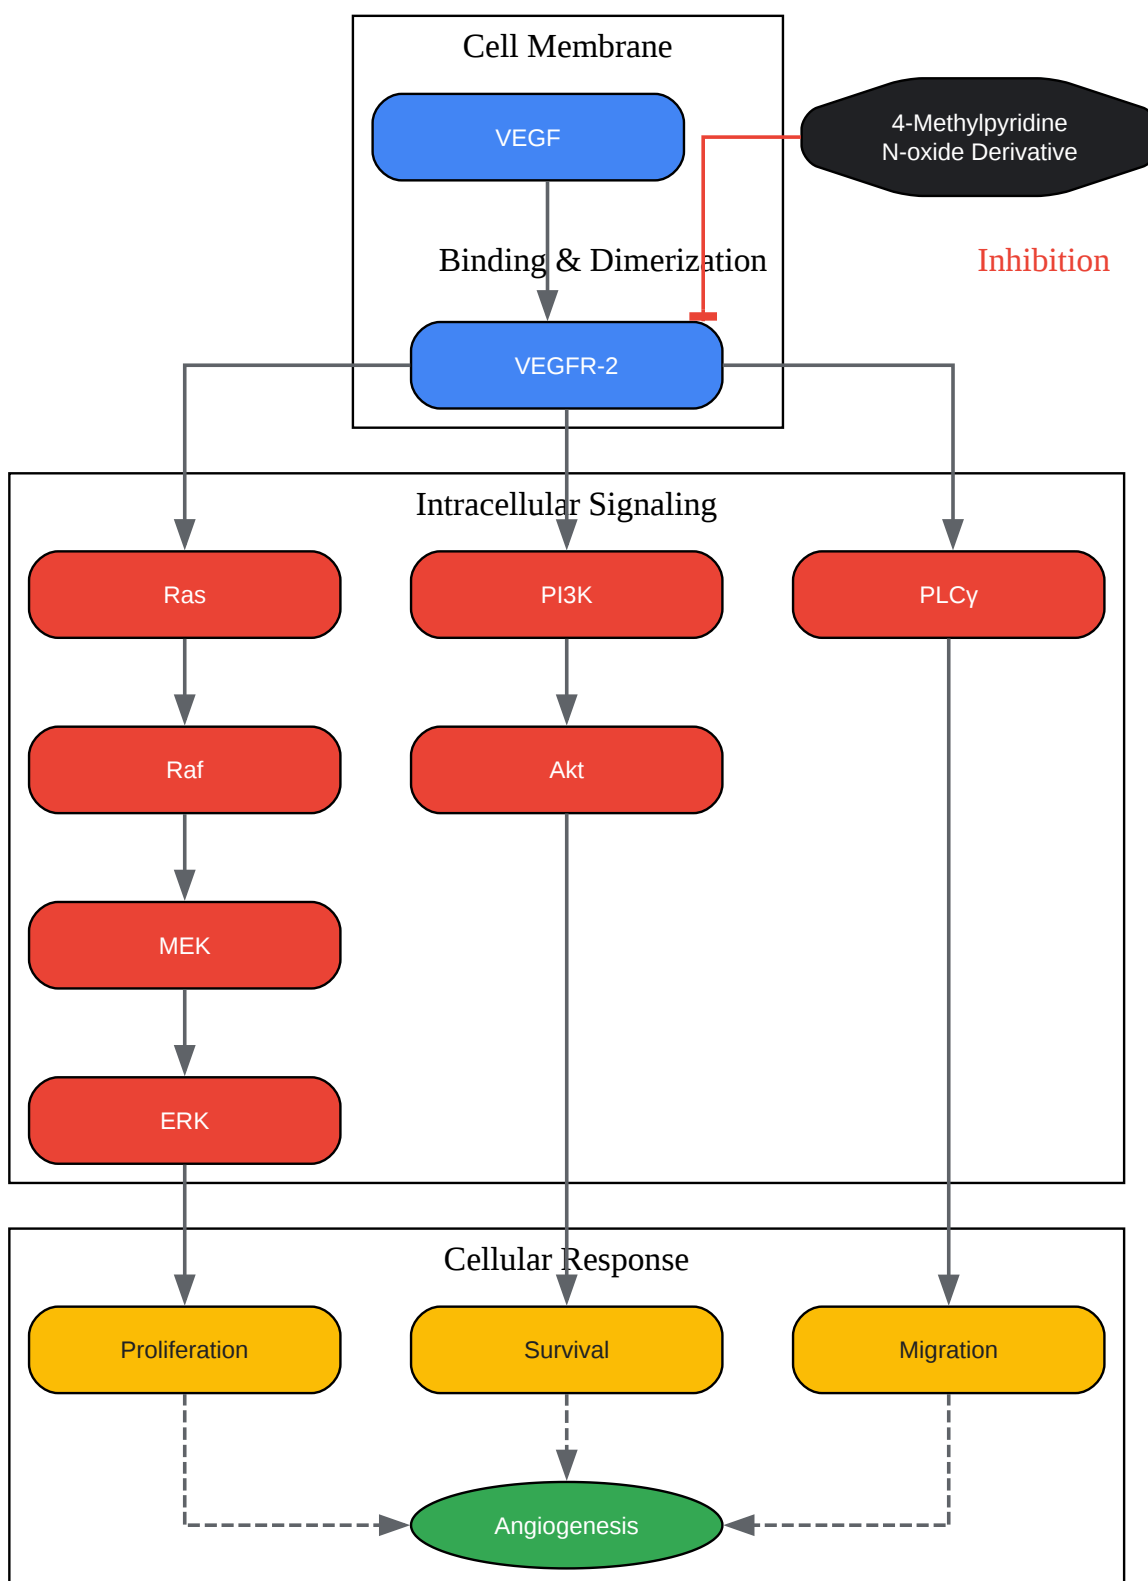 Cell Membrane
VEGF
4-Methylpyridine
N-oxide Derivative
Binding & Dimerization
Inhibition
VEGFR-2
Intracellular Signaling
Ras
PI3K
PLCγ
Raf
Akt
MEK
ERK
Cellular Response
Proliferation
Survival
Migration
Angiogenesis